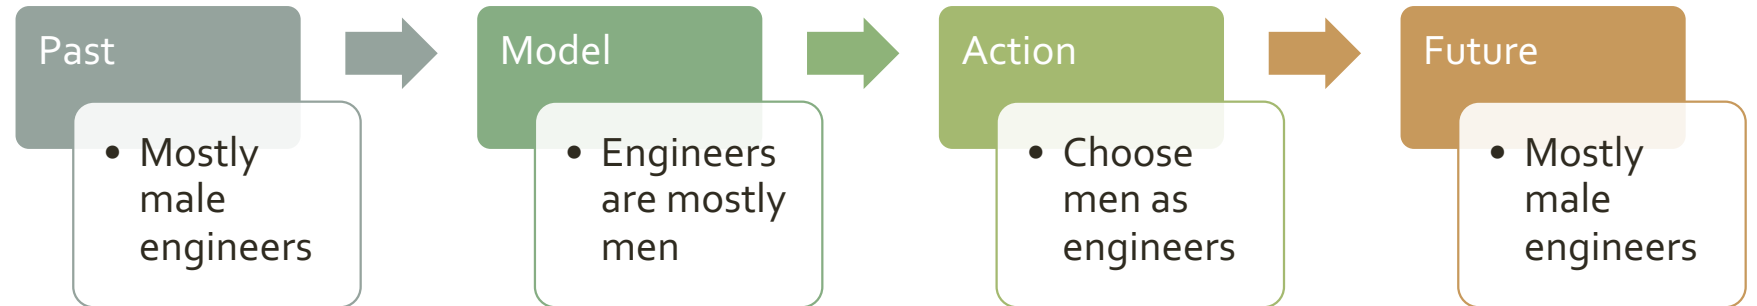 Past
• Mostly
male
engineers
Model
• Engineers
are mostly
men
Action
• Choose
men as
engineers
Future
• Mostly
male
engineers